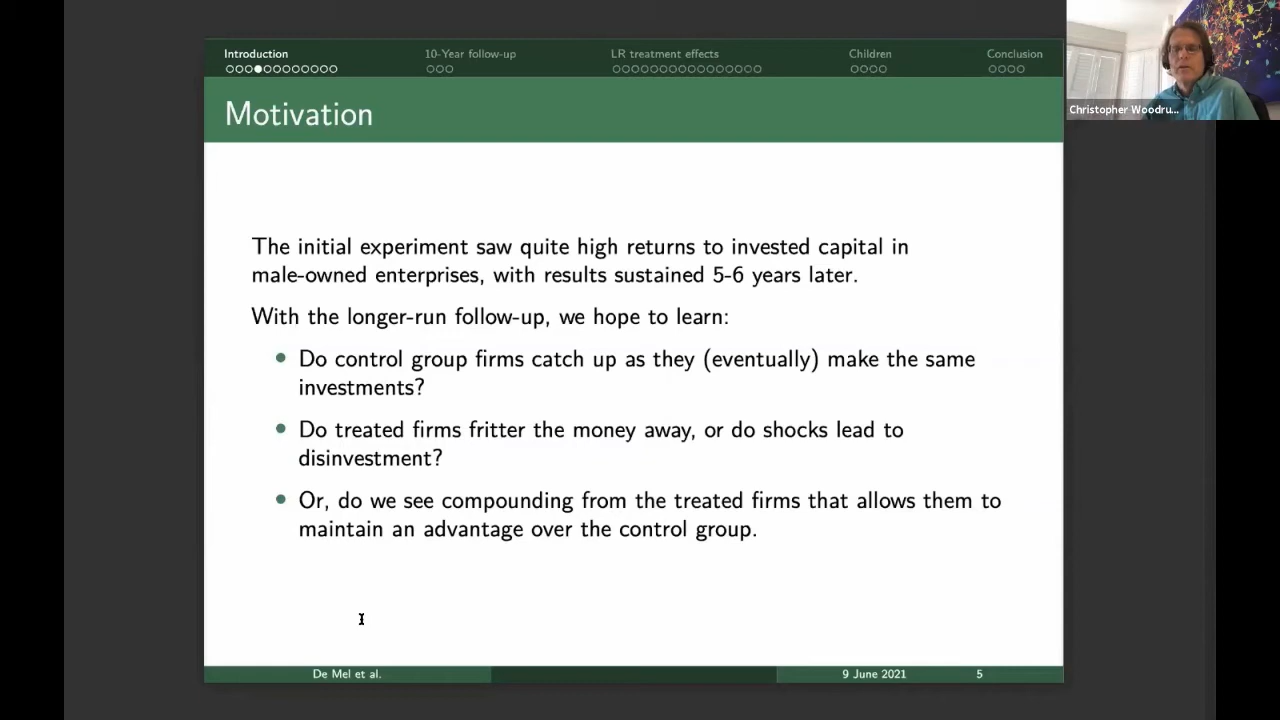 Introduction
10-Year follow-up
LR treatment effects
Children
Conclusion
Christopher Woodru...
Motivation
The initial experiment saw quite high returns to invested capital in
male-owned enterprises, with results sustained 5-6 years later.
With the longer-run follow-up, we hope to learn:
Do control group firms catch up as they (eventually) make the same
investments?
Do treated firms fritter the money away, or do shocks lead to
disinvestment?
Or, do we see compounding from the treated firms that allows them to
maintain an advantage over the control group.
De Mel et al.
9 June 2021
5